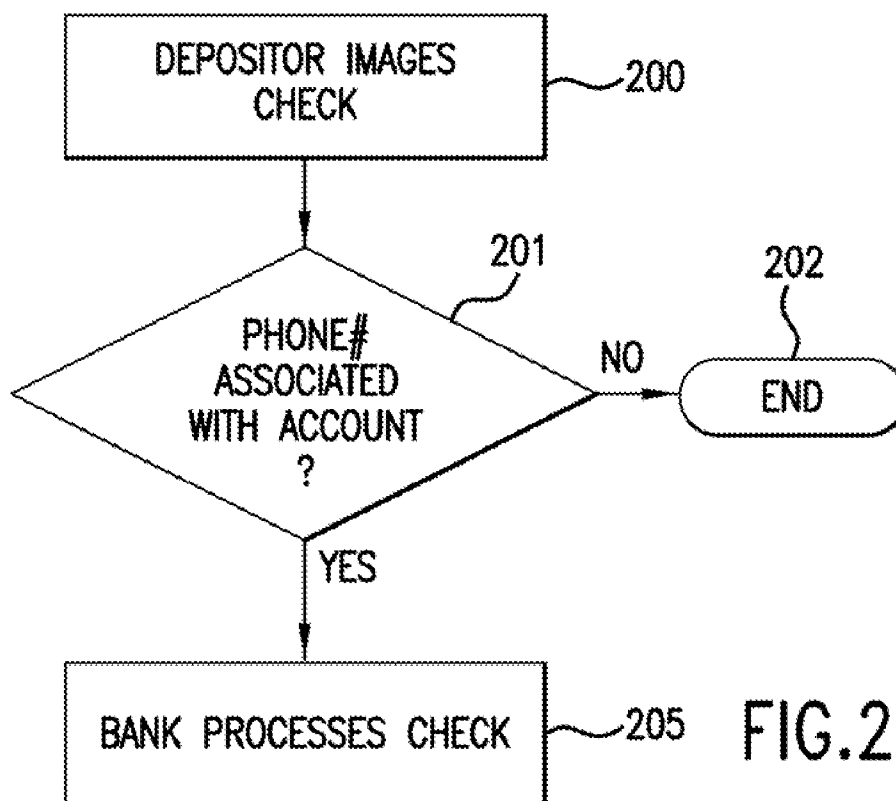 DEPOSITOR IMAGES
CHECK
200
201
PHONE#
ASSOCIATED
WITH ACCOUNT
?
NO
202
END
YES
BANK PROCESSES CHECK
205
FIG.2